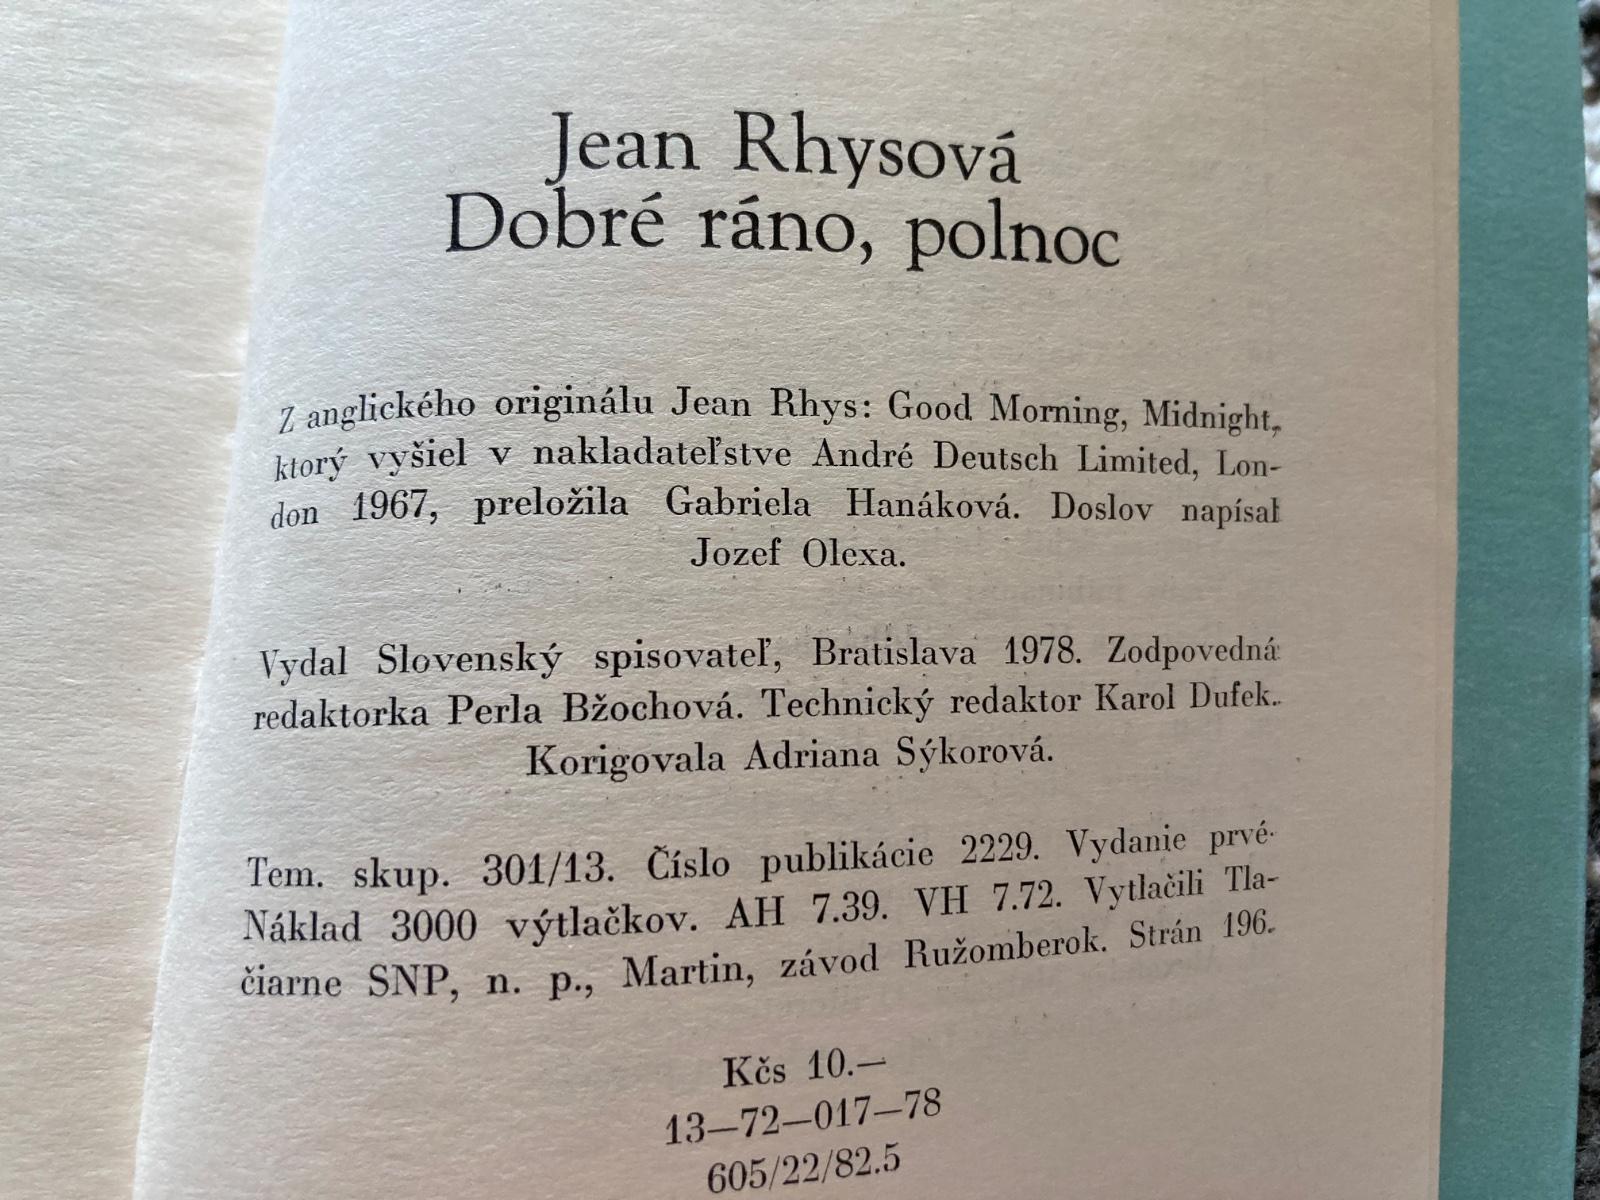 Jean Rhysová
Dobré ráno, polnoc
Z anglického originálu Jean Rhys: Good Morning, Midnight,
ktorý vyšiel v nakladateľstve André Deutsch Limited, Lon-
don 1967, preložila Gabriela Hanáková. Doslov napísal
Jozef Olexa.
Vydal Slovenský spisovateľ, Bratislava 1978. Zodpovedná
redaktorka Perla Bžochová. Technický redaktor Karol Dufek.
Korigovala Adriana Sýkorová.
Tem. skup. 301/13. Číslo publikácie 2229. Vydanie prvé.
Náklad 3000 výtlačkov. AH 7.39. VH 7.72. Vytlačili Tla-
čiarne SNP, n. p., Martin, závod Ružomberok. Strán 196.
Kčs 10.—
13—72—017—78
605/22/82.5